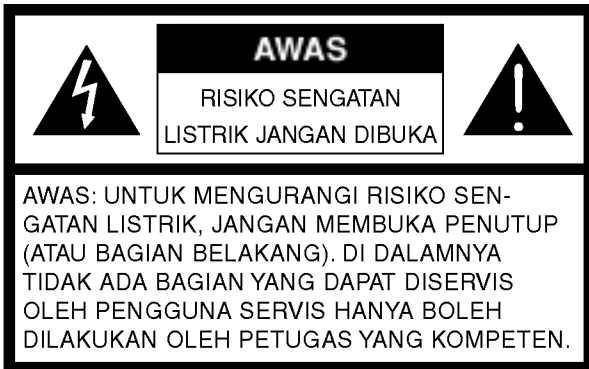 AWAS
RISIKO SENGATAN
LISTRIK JANGAN DIBUKA
AWAS: UNTUK MENGURANGI RISIKO SEN-
GATAN LISTRIK, JANGAN MEMBUKA PENUTUP
(ATAU BAGIAN BELAKANG). DI DALAMNYA
TIDAK ADA BAGIAN YANG DAPAT DISERVIS
OLEH PENGGUNA SERVIS HANYA BOLEH
DILAKUKAN OLEH PETUGAS YANG KOMPETEN.